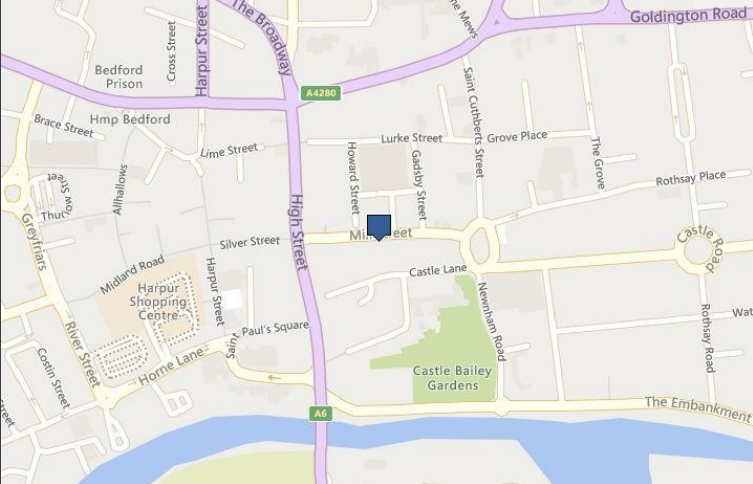 The Broadway
The Mews
Goldington Road
Cross Street
Harpur Street
Bedford
Prison
A4280
Saint Cuthberts Street
Hmp Bedford
Brace Street
Lurke Street
Grove Place
Lime Street
Howard Street
Gadsby Street
The Grove
Allhallows
Rothsay Place
High Street
Greyfriars
Silver Street
Castle Road
Midland Road
Castle Lane
Harpur Street
Harpur
Shopping
Centre
Newnham Road
Rothsay Road
Saint Paul's Square
River Street
Horne Lane
Costin Street
Castle Bailey
Gardens
The Embankment
A6
Street